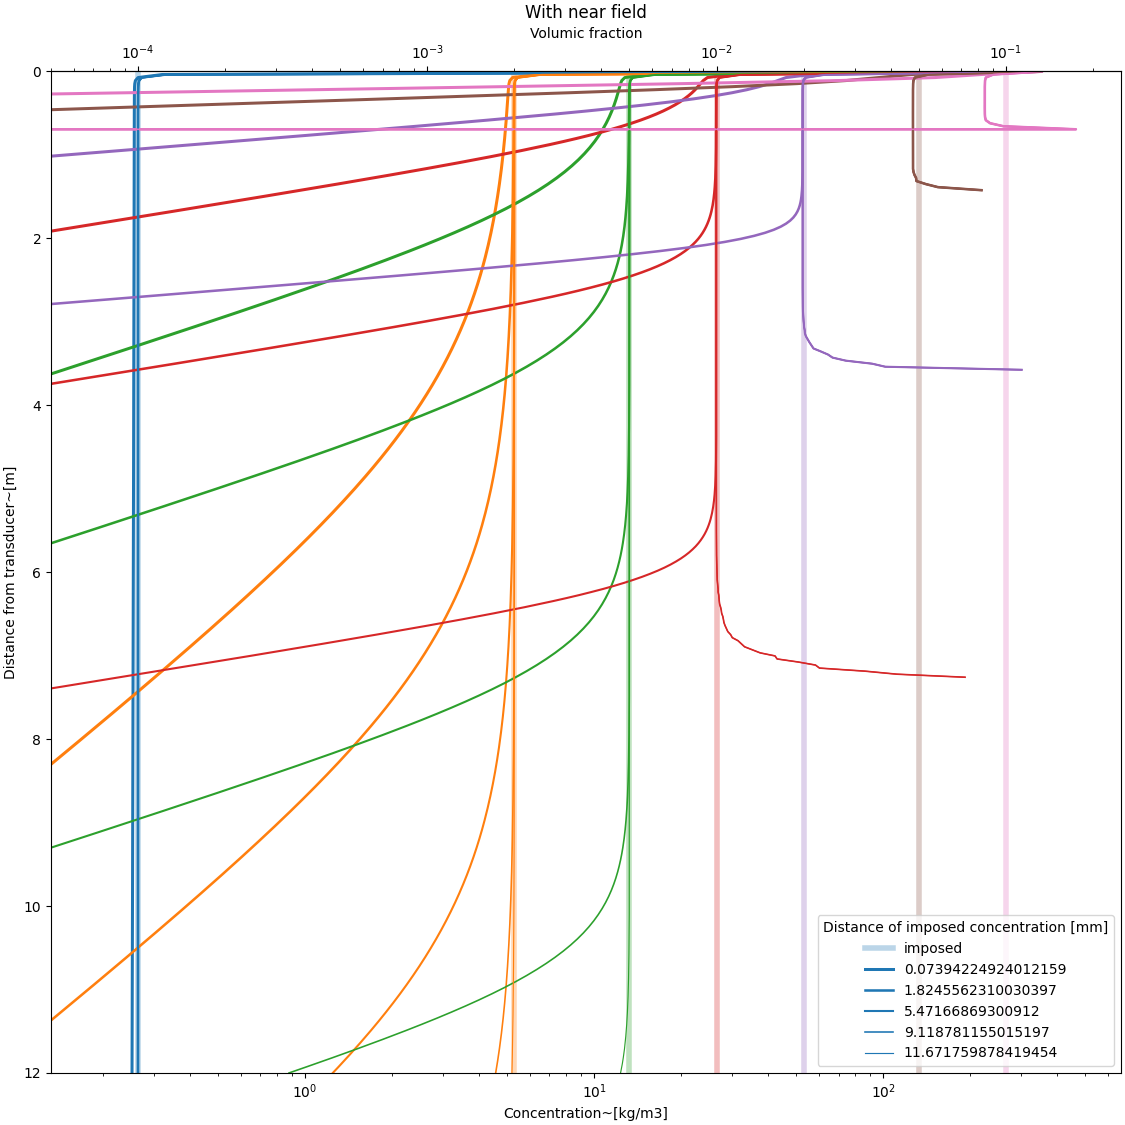 With near field
Volumic fraction
10⁻⁴ 10⁻³ 10⁻² 10⁻¹
0
2
4
6
8
10
12
Distance from transducer~[m]
Distance of imposed concentration [mm]
imposed
0.07394224924012159
1.8245562310030397
5.47166869300912
9.118781155015197
11.671759878419454
10⁰ 10¹ 10²
Concentration~[kg/m3]